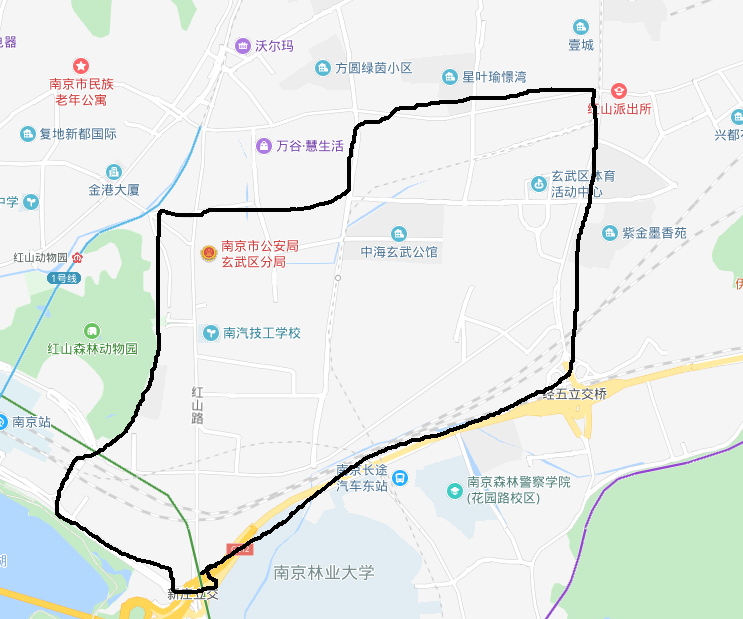 电器
沃尔玛
壹城
方圆绿茵小区
星叶瑜憬湾
南京市民族
老年公寓
红山派出所
复地新都国际
万谷·慧生活
兴都花
金港大厦
玄武区体育
活动中心
中学
南京市公安局
玄武区分局
中海玄武公馆
紫金墨香苑
红山动物园
1号线
南汽技工学校
红山森林动物园
红
山
路
经五立交桥
南京站
南京长途
汽车东站
南京森林警察学院
(花园路校区)
南京林业大学
湖
新庄立交